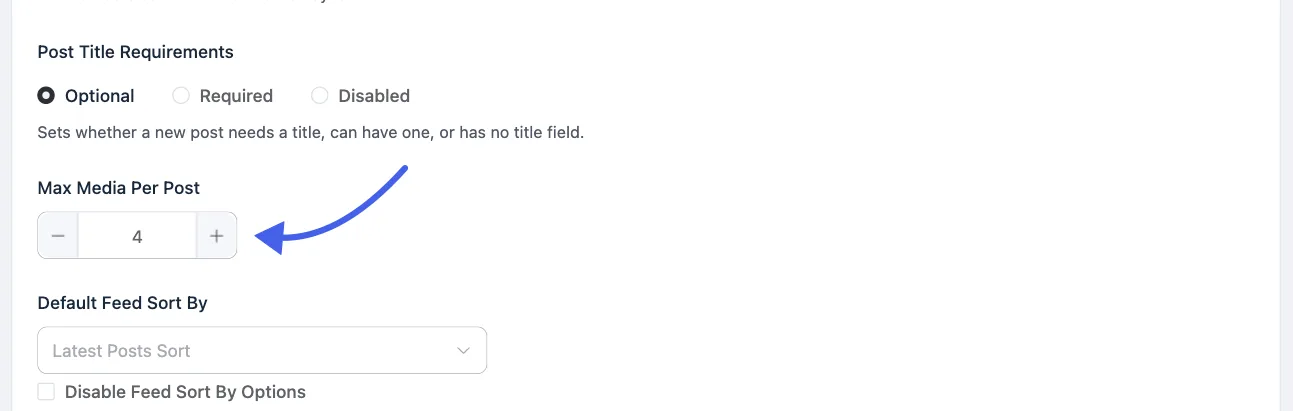 Post Title Requirements
Optional Required Disabled
Sets whether a new post needs a title, can have one, or has no title field.
Max Media Per Post
− 4 +
Default Feed Sort By
Latest Posts Sort
Disable Feed Sort By Options